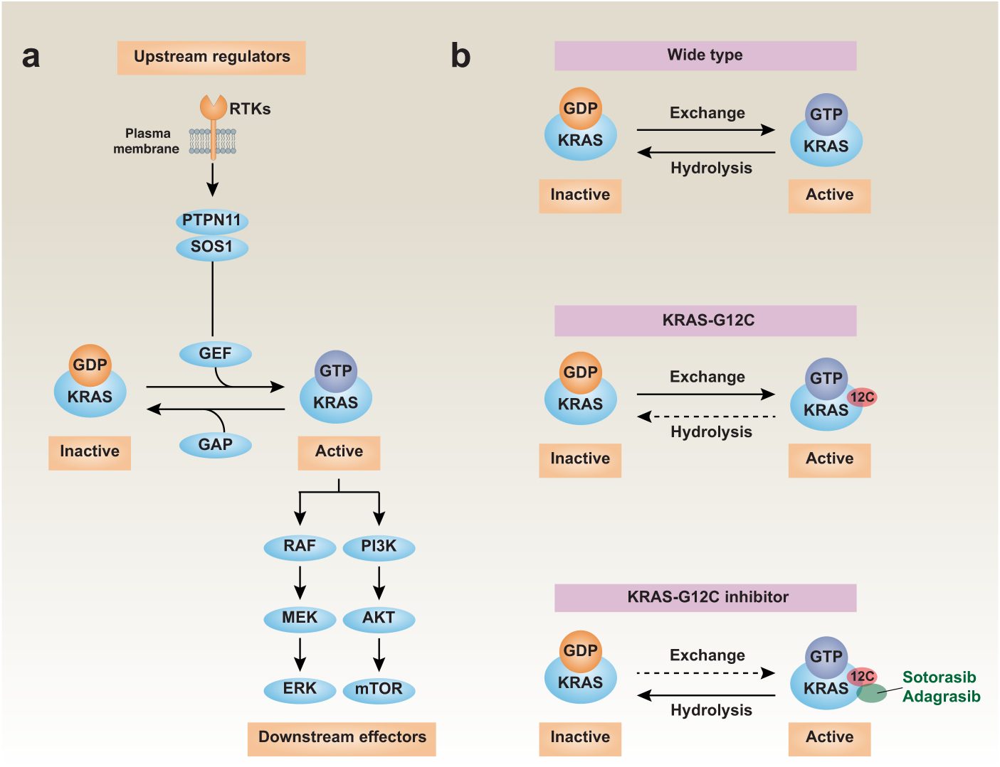 a
Upstream regulators
RTKs
Plasma
membrane
PTPN11
SOS1
GEF
GDP
KRAS
GTP
KRAS
GAP
Inactive
Active
RAF
PI3K
MEK
AKT
ERK
mTOR
Downstream effectors
b
Wide type
GDP
KRAS
Exchange
Hydrolysis
GTP
KRAS
Inactive
Active
KRAS-G12C
GDP
KRAS
Exchange
Hydrolysis
GTP
KRAS
12C
Inactive
Active
KRAS-G12C inhibitor
GDP
KRAS
Exchange
Hydrolysis
GTP
KRAS
12C
Sotorasib
Adagrasib
Inactive
Active